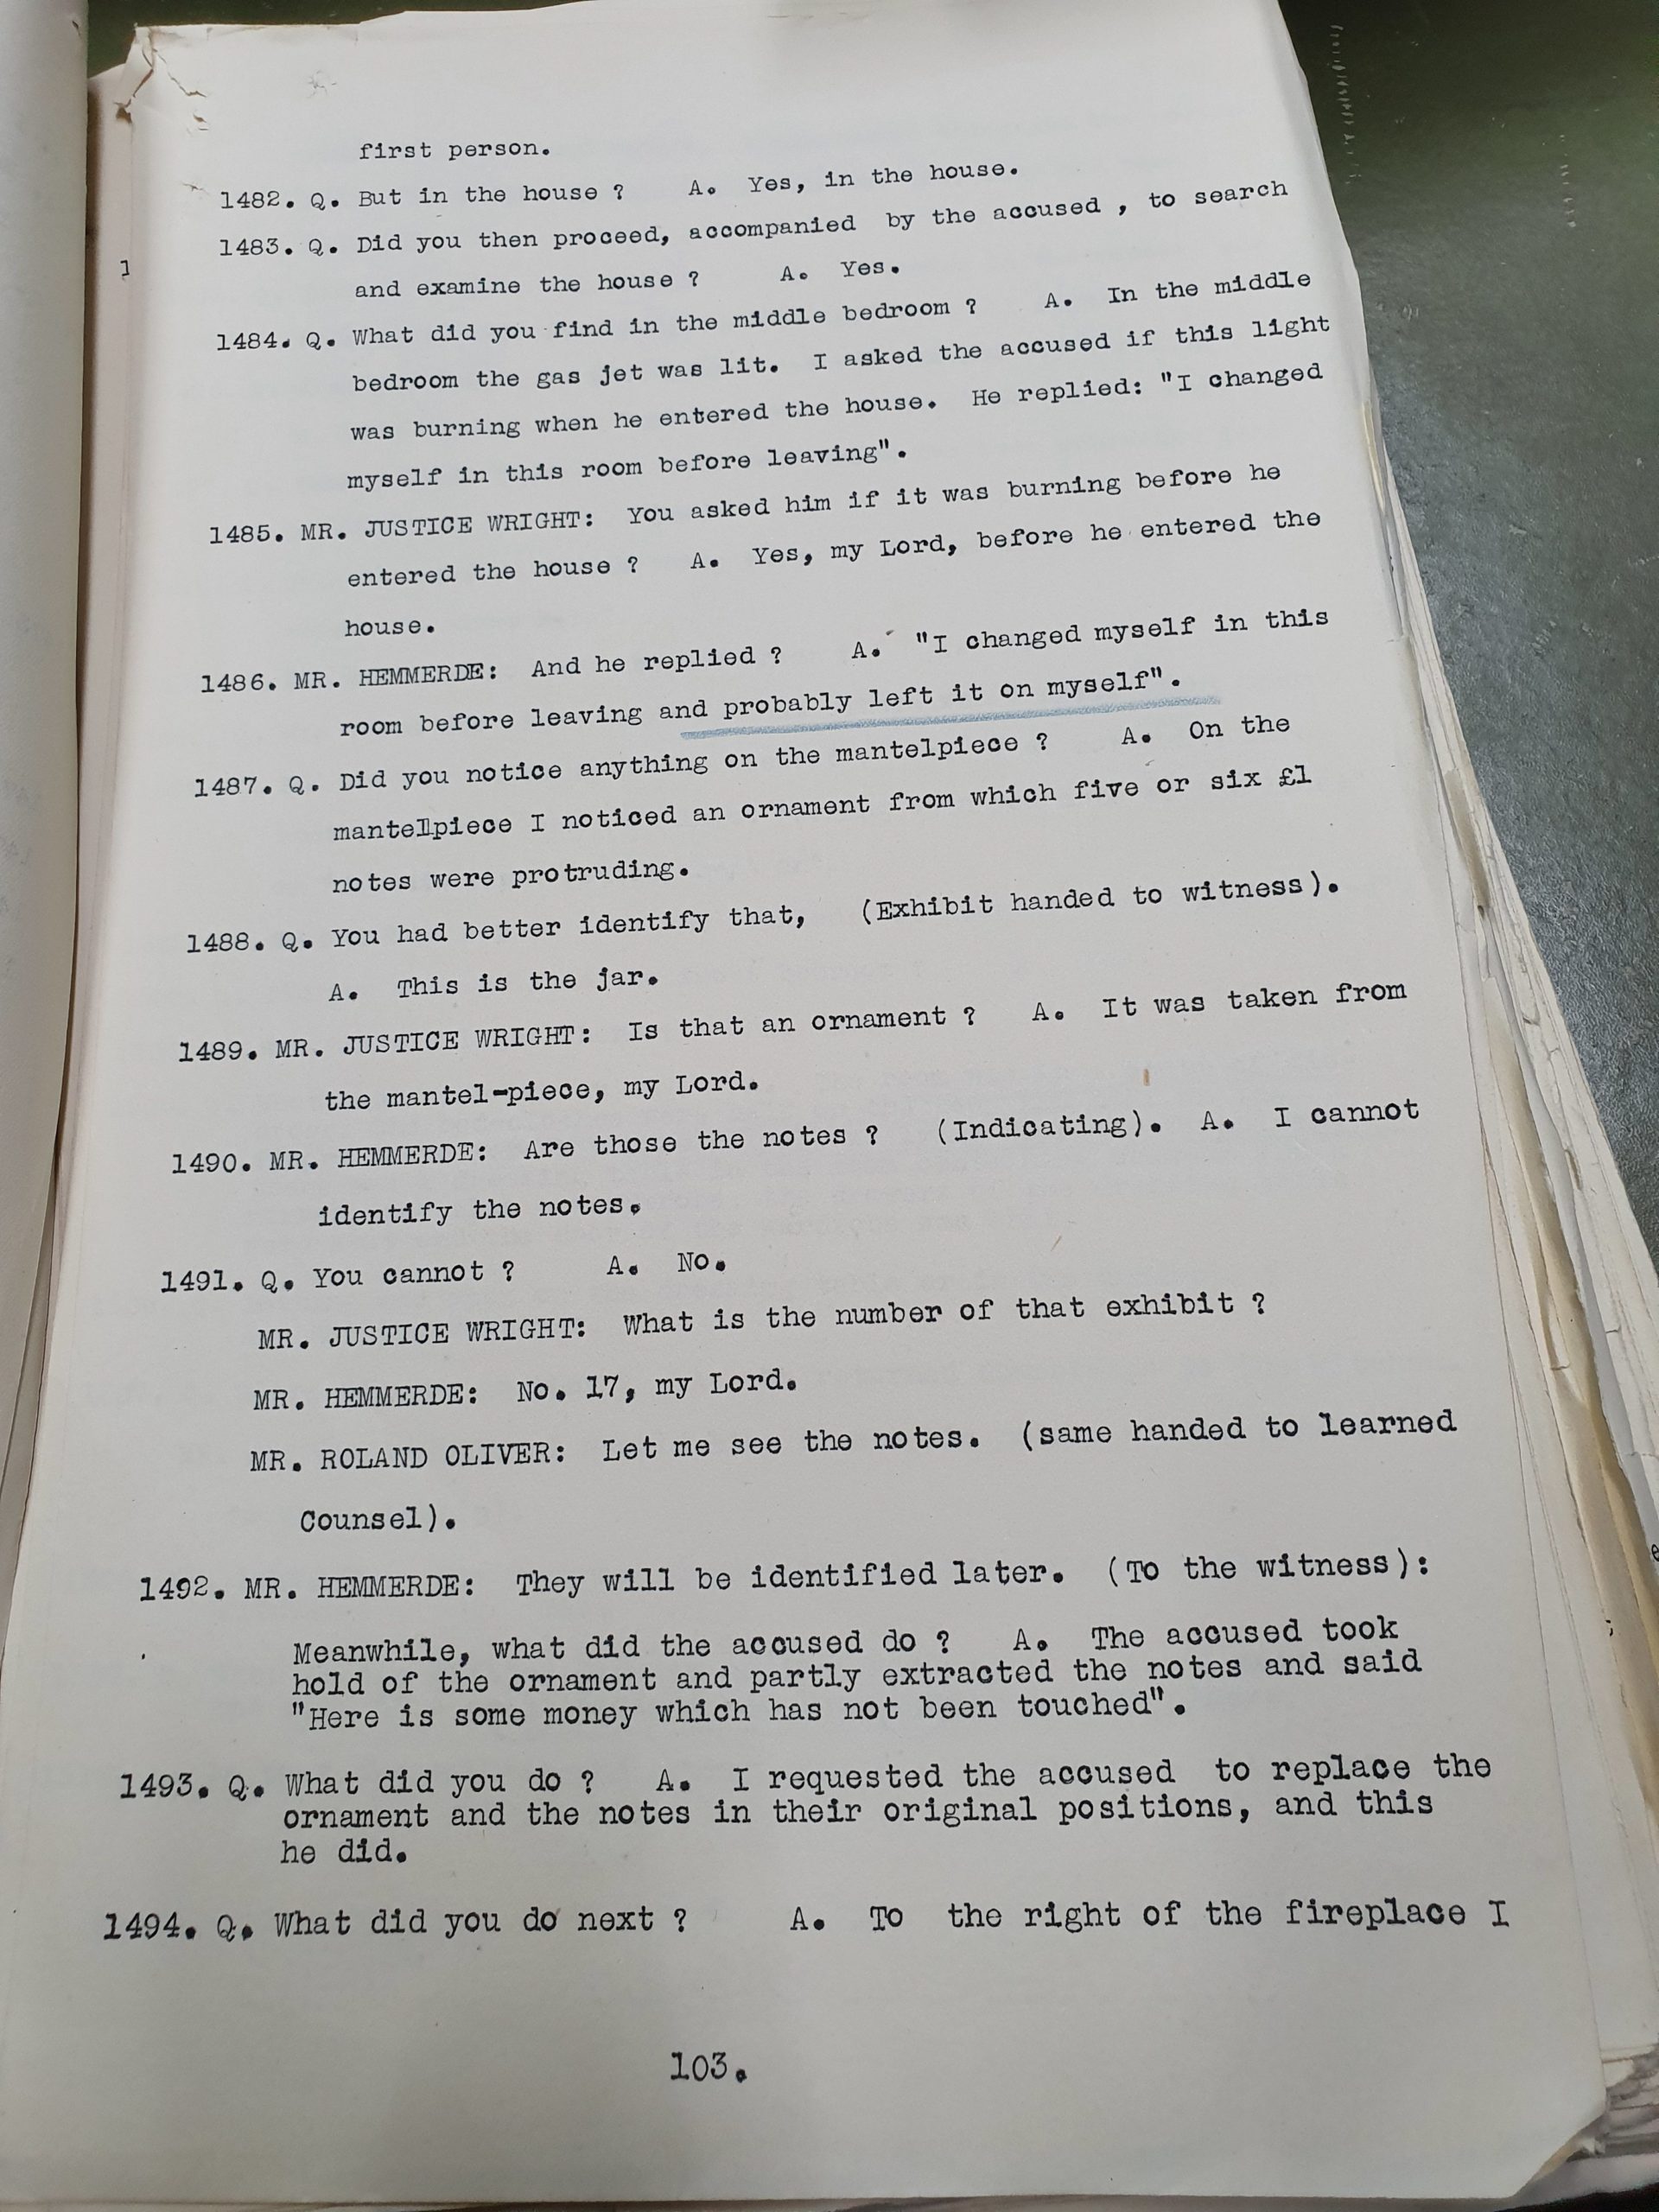 first person.
1482. Q. But in the house ? A. Yes, in the house.
1483. Q. Did you then proceed, accompanied by the accused , to search
and examine the house ? A. Yes.
1484. Q. What did you find in the middle bedroom ? A. In the middle
bedroom the gas jet was lit. I asked the accused if this light
was burning when he entered the house. He replied: "I changed
myself in this room before leaving".
1485. MR. JUSTICE WRIGHT: You asked him if it was burning before he
entered the house ? A. Yes, my Lord, before he entered the
house.
1486. MR. HEMMERDE: And he replied ? A. "I changed myself in this
room before leaving and probably left it on myself".
1487. Q. Did you notice anything on the mantelpiece ? A. On the
mantelpiece I noticed an ornament from which five or six £1
notes were protruding.
1488. Q. You had better identify that, (Exhibit handed to witness).
A. This is the jar.
1489. MR. JUSTICE WRIGHT: Is that an ornament ? A. It was taken from
the mantel-piece, my Lord.
1490. MR. HEMMERDE: Are those the notes ? (Indicating). A. I cannot
identify the notes.
1491. Q. You cannot ? A. No.
MR. JUSTICE WRIGHT: What is the number of that exhibit ?
MR. HEMMERDE: No. 17, my Lord.
MR. ROLAND OLIVER: Let me see the notes. (same handed to learned
Counsel).
1492. MR. HEMMERDE: They will be identified later. (To the witness):
Meanwhile, what did the accused do ? A. The accused took
hold of the ornament and partly extracted the notes and said
"Here is some money which has not been touched".
1493. Q. What did you do ? A. I requested the accused to replace the
ornament and the notes in their original positions, and this
he did.
1494. Q. What did you do next ? A. To the right of the fireplace I
103.